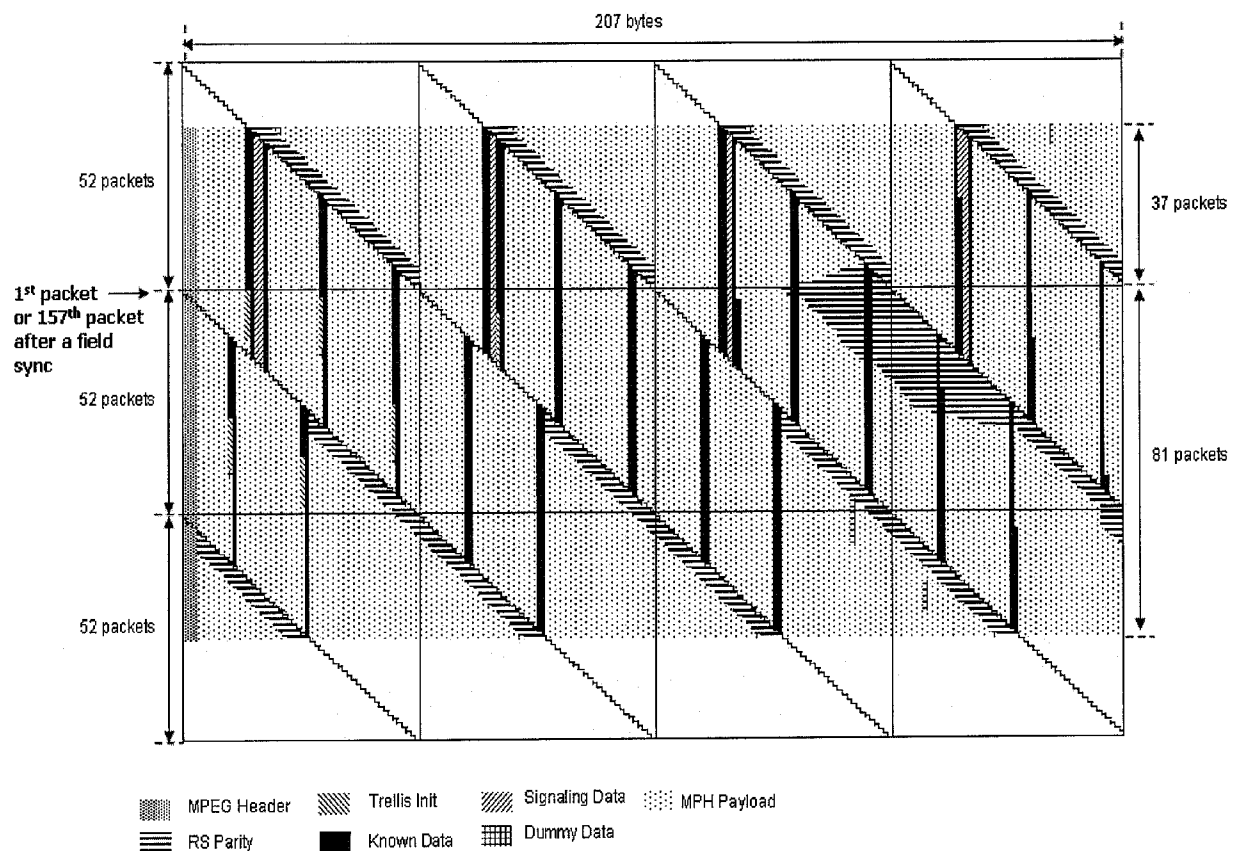 207 bytes
52 packets
37 packets
1st packet
or 157th packet
after a field
sync
52 packets
81 packets
52 packets
MPEG Header
Trellis Init
Signaling Data
MPH Payload
RS Parity
Known Data
Dummy Data